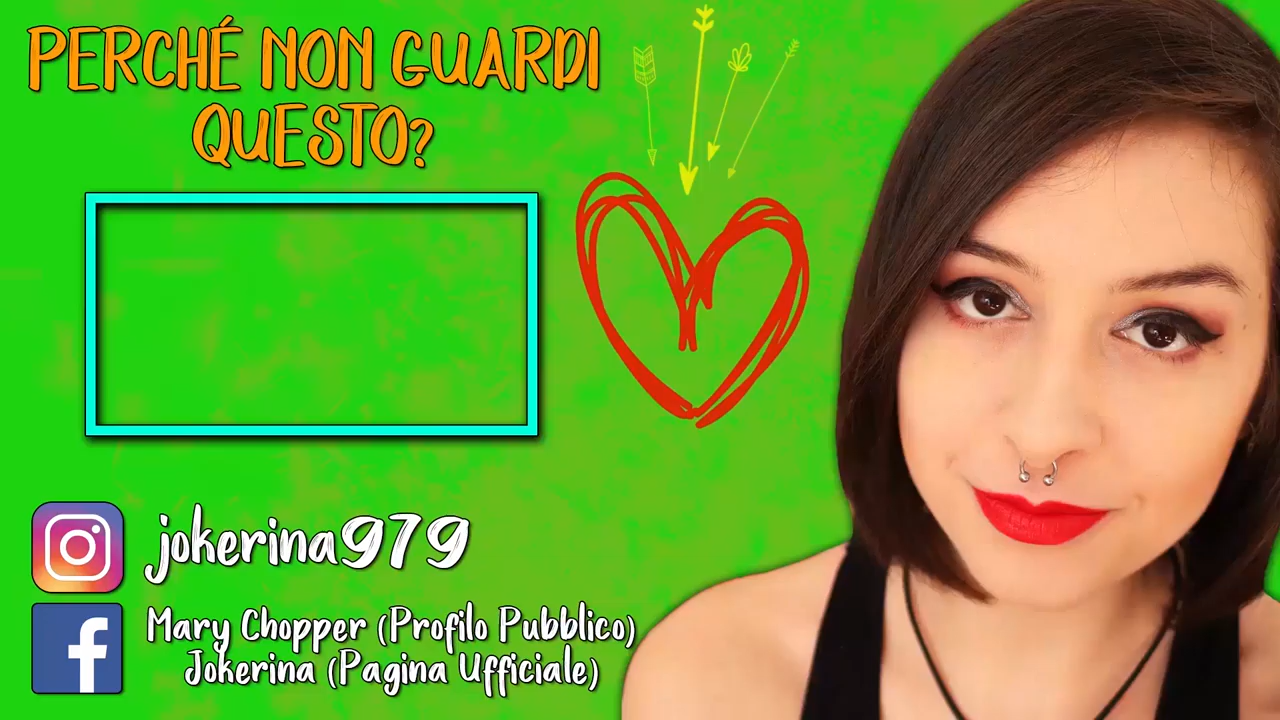 PERCHÉ NON GUARDI
QUESTO?
jokerina979
Mary Chopper (Profilo Pubblico)
Jokerina (Pagina Ufficiale)